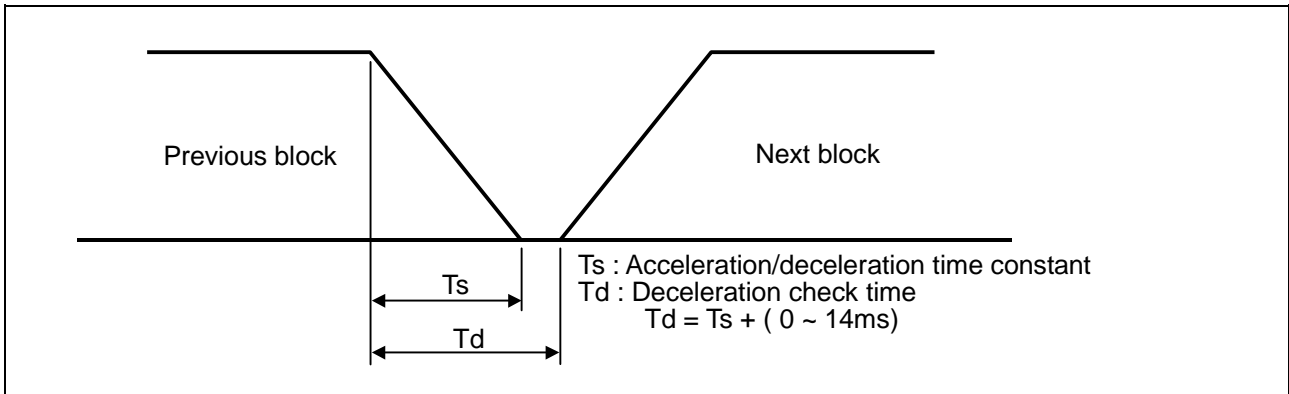 Previous block
Next block
Ts
Td
Ts : Acceleration/deceleration time constant
Td : Deceleration check time
Td = Ts + ( 0 ~ 14ms)